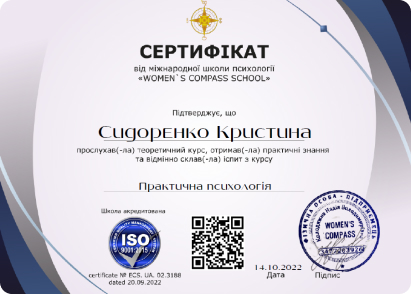 СЕРТИФІКАТ
від міжнародної школи психології
«WOMEN`S COMPASS SCHOOL»
Підтверджує, що
Сидоренко Кристина
прослухав(-ла) теоретичний курс, отримав(-ла) практичні знання
та відмінно склав(-ла) іспит з курсу
Практична психологія
Школа акредитована
ISO
9001:2015
certificate № ECS. UA. 02.3188
dated 20.09.2022
14.10.2022
Дата
Підпис
ФІЗИЧНА ОСОБА - ПІДПРИЄМЕЦЬ
WOMEN'S
COMPASS